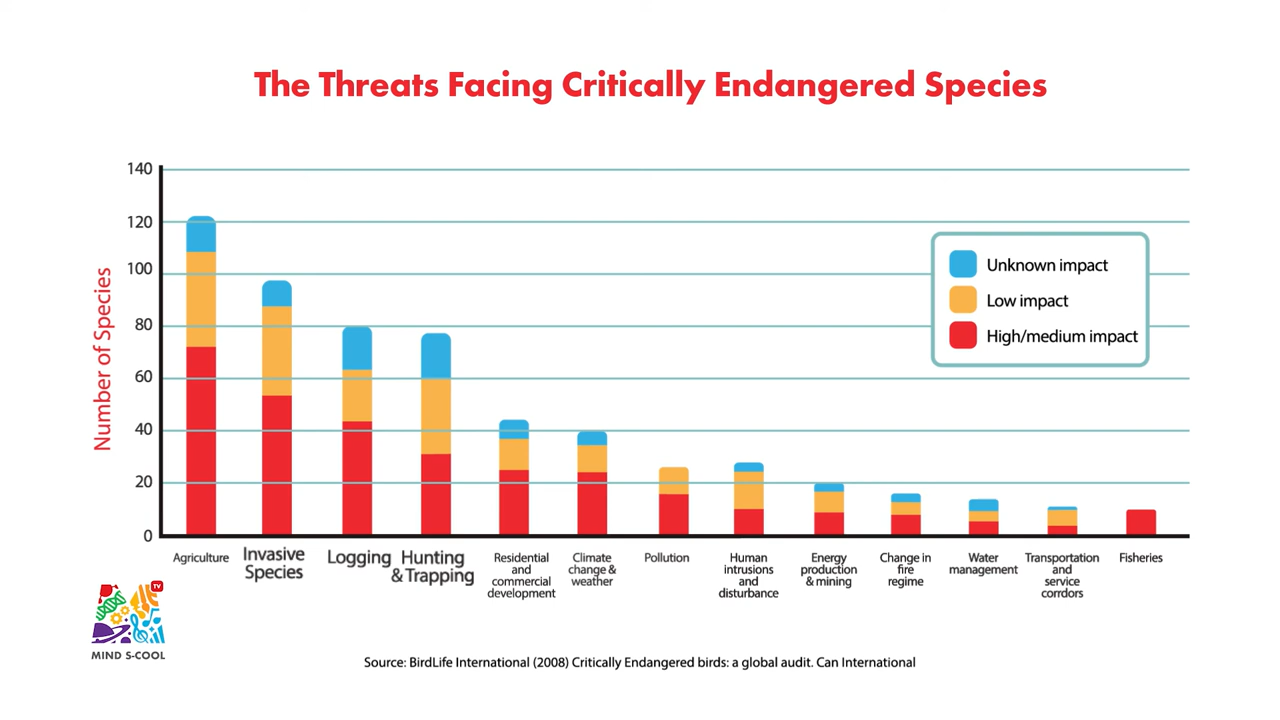 The Threats Facing Critically Endangered Species
140
120
100
80
60
40
20
0
Number of Species
Unknown impact
Low impact
High/medium impact
Agriculture
Invasive
Species
Logging
Hunting
& Trapping
Residential
and
commercial
development
Climate
change &
weather
Pollution
Human
intrusions
and
disturbance
Energy
production
& mining
Change in
fire
regime
Water
management
Transportation
and
service
corrdors
Fisheries
TV
MIND S-COOL
Source: BirdLife International (2008) Critically Endangered birds: a global audit. Can International